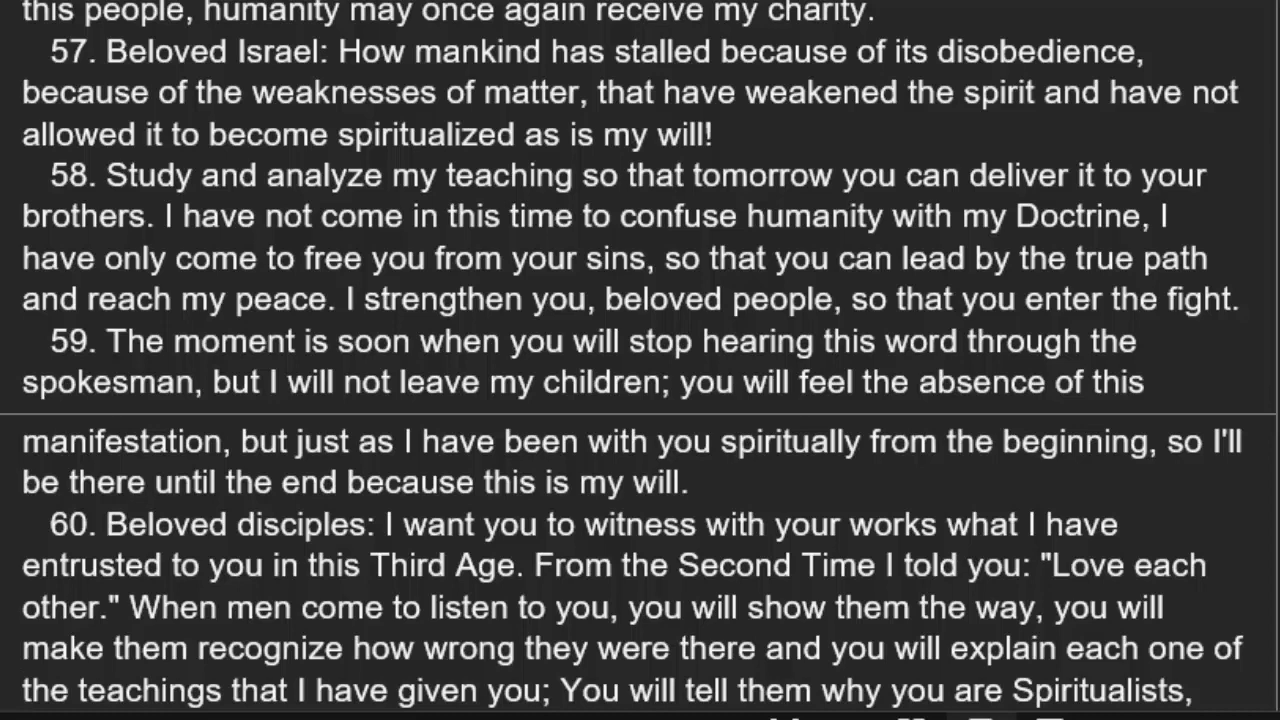 this people, humanity may once again receive my charity.
57. Beloved Israel: How mankind has stalled because of its disobedience,
because of the weaknesses of matter, that have weakened the spirit and have not
allowed it to become spiritualized as is my will!
58. Study and analyze my teaching so that tomorrow you can deliver it to your
brothers. I have not come in this time to confuse humanity with my Doctrine, I
have only come to free you from your sins, so that you can lead by the true path
and reach my peace. I strengthen you, beloved people, so that you enter the fight.
59. The moment is soon when you will stop hearing this word through the
spokesman, but I will not leave my children; you will feel the absence of this
manifestation, but just as I have been with you spiritually from the beginning, so I'll
be there until the end because this is my will.
60. Beloved disciples: I want you to witness with your works what I have
entrusted to you in this Third Age. From the Second Time I told you: "Love each
other." When men come to listen to you, you will show them the way, you will
make them recognize how wrong they were there and you will explain each one of
the teachings that I have given you; You will tell them why you are Spiritualists,